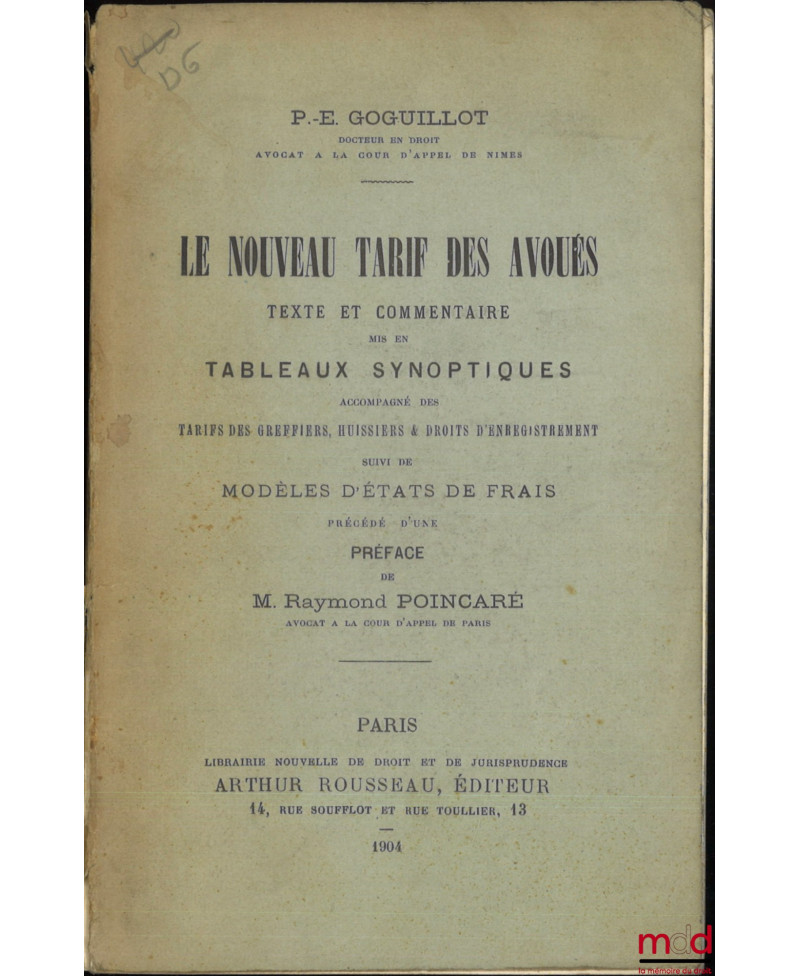 D6
P.-E. GOGUILLOT
DOCTEUR EN DROIT
AVOCAT A LA COUR D'APPEL DE NIMES
LE NOUVEAU TARIF DES AVOUÉS
TEXTE ET COMMENTAIRE
MIS EN
TABLEAUX SYNOPTIQUES
ACCOMPAGNÉ DES
TARIFS DES GREFFIERS, HUISSIERS & DROITS D'ENREGISTREMENT
SUIVI DE
MODÈLES D'ÉTATS DE FRAIS
PRÉCÉDÉ D'UNE
PRÉFACE
DE
M. Raymond POINCARÉ
AVOCAT A LA COUR D'APPEL DE PARIS
PARIS
LIBRAIRIE NOUVELLE DE DROIT ET DE JURISPRUDENCE
ARTHUR ROUSSEAU, ÉDITEUR
14, RUE SOUFFLOT ET RUE TOULLIER, 13
1904
mdd
la mémoire du droit